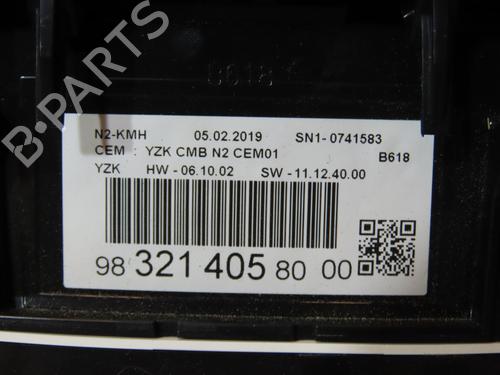 B618
N2-KMH 05.02.2019 SN1- 0741583
CEM : YZK CMB N2 CEM01 B618
YZK HW - 06.10.02 SW - 11.12.40.00
98 321 405 80 00
B-PARTS